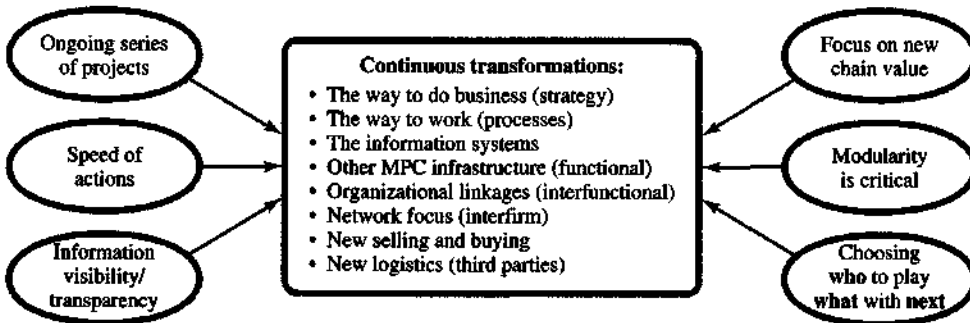 Ongoing series
of projects
Speed of
actions
Information
visibility/
transparency
Continuous transformations:
• The way to do business (strategy)
• The way to work (processes)
• The information systems
• Other MPC infrastructure (functional)
• Organizational linkages (interfunctional)
• Network focus (interfirm)
• New selling and buying
• New logistics (third parties)
Focus on new
chain value
Modularity
is critical
Choosing
who to play
what with next